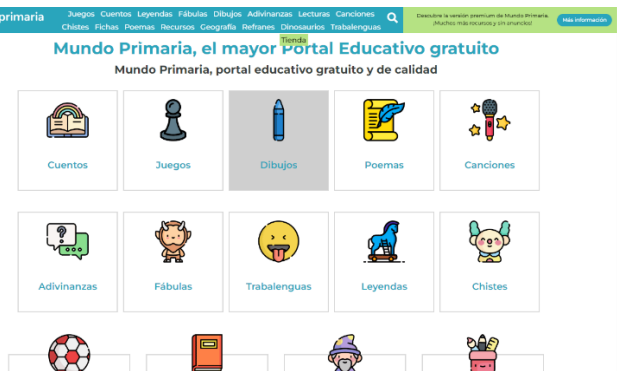 primaria
Juegos Cuentos Leyendas Fábulas Dibujos Adivinanzas Lecturas Canciones
Chistes Fichas Poemas Recursos Geografía Refranes Dinosaurios Trabalenguas
Tienda
Descubre la versión premium de Mundo Primaria.
¡Muchos más recursos y sin anuncios!
Más información
Mundo Primaria, el mayor Portal Educativo gratuito
Mundo Primaria, portal educativo gratuito y de calidad
Cuentos
Juegos
Dibujos
Poemas
Canciones
Adivinanzas
Fábulas
Trabalenguas
Leyendas
Chistes